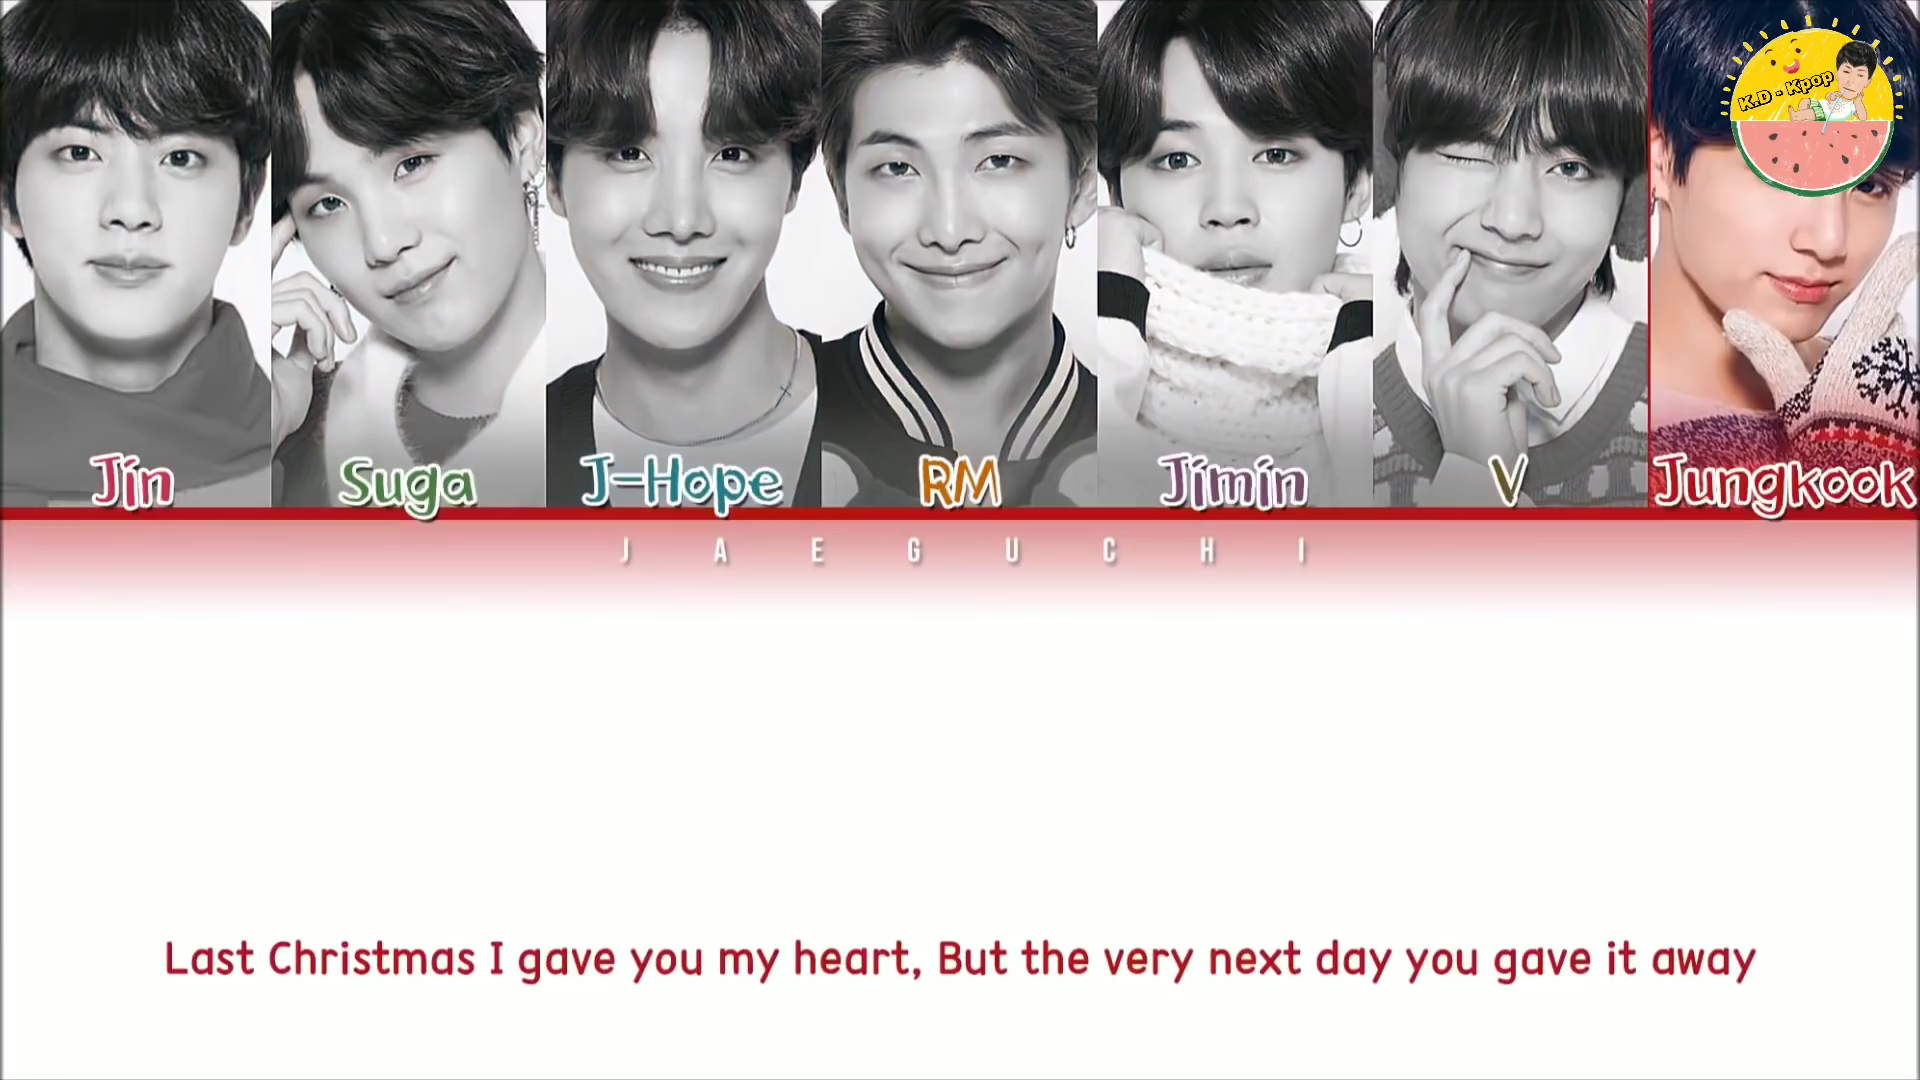 K.D - Kpop
Jin
Suga
J-Hope
RM
Jimin
V
Jungkook
JAEGUCHI
Last Christmas I gave you my heart, But the very next day you gave it away